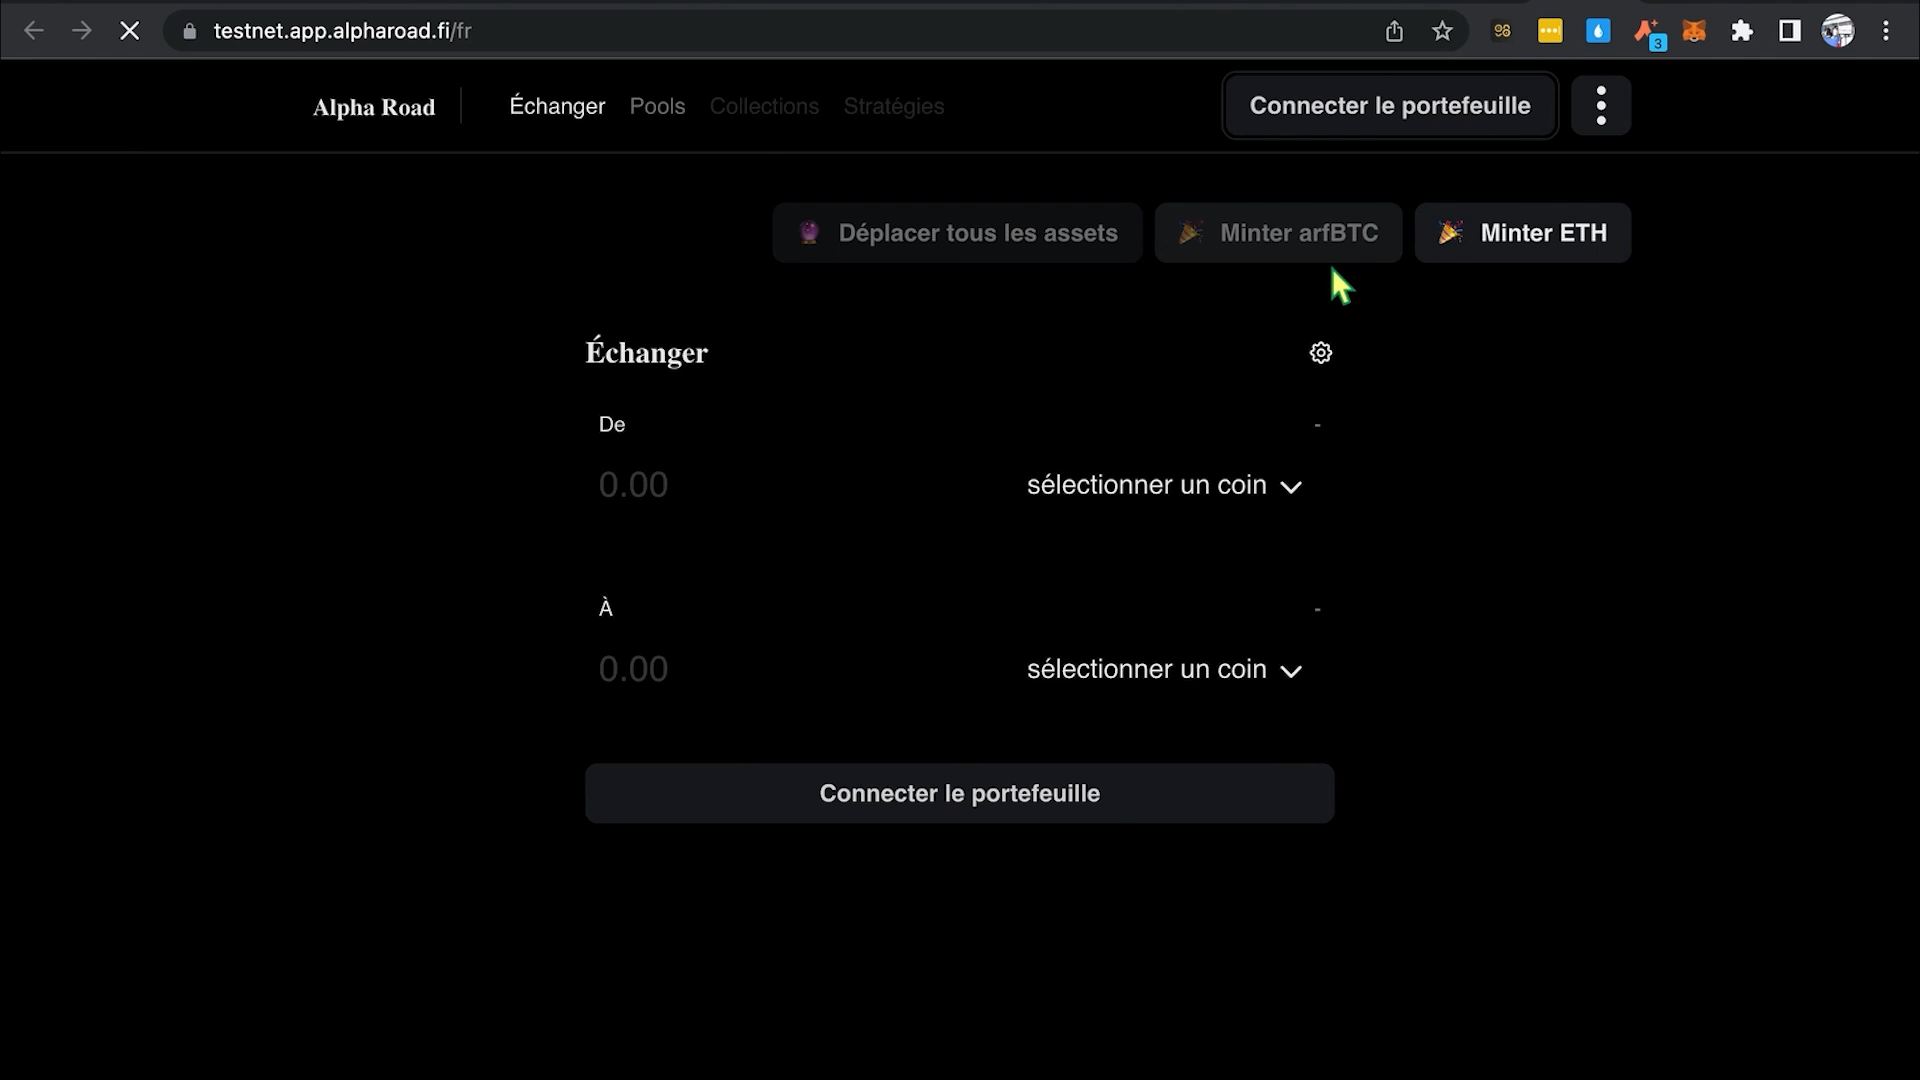 testnet.app.alpharoad.fi/fr
3
Alpha Road
Échanger
Pools
Collections
Stratégies
Connecter le portefeuille
Déplacer tous les assets
Minter arfBTC
Minter ETH
Échanger
De
-
0.00
sélectionner un coin
À
-
0.00
sélectionner un coin
Connecter le portefeuille